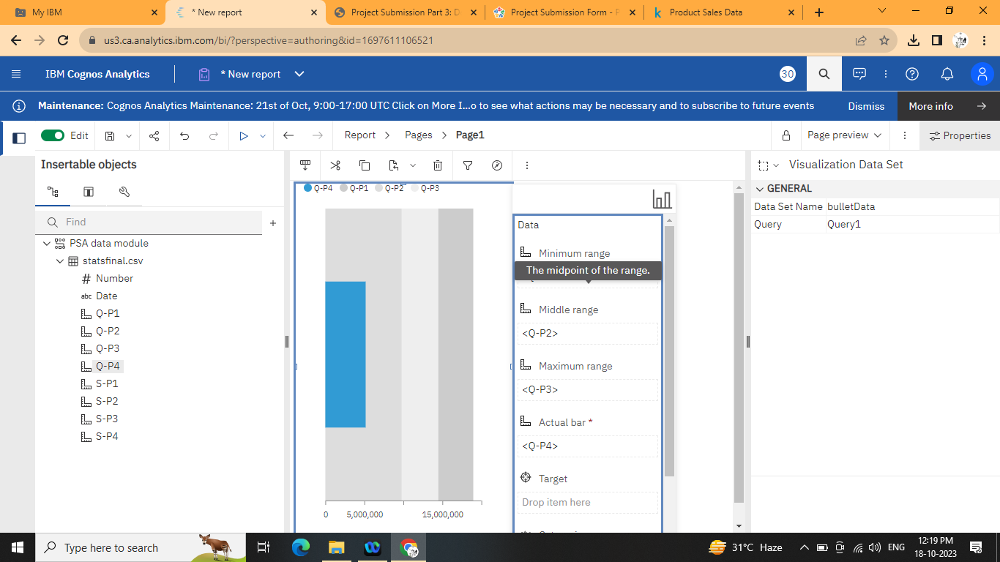 My IBM
* New report
Project Submission Part 3: D
Project Submission Form - P
Product Sales Data
us3.ca.analytics.ibm.com/bi/?perspective=authoring&id=1697611106521
IBM Cognos Analytics
* New report
30
Maintenance: Cognos Analytics Maintenance: 21st of Oct, 9:00-17:00 UTC Click on More I...o to see what actions may be necessary and to subscribe to future events
Dismiss
More info
Edit
Report
Pages
Page1
Page preview
Properties
Insertable objects
Find
PSA data module
statsfinal.csv
Number
abc Date
Q-P1
Q-P2
Q-P3
Q-P4
S-P1
S-P2
S-P3
S-P4
Q-P4 Q-P1 Q-P2 Q-P3
0 5,000,000 15,000,000
Data
Minimum range
The midpoint of the range.
Middle range
<Q-P2>
Maximum range
<Q-P3>
Actual bar *
<Q-P4>
Target
Drop item here
Visualization Data Set
GENERAL
Data Set Name bulletData
Query Query1
Type here to search
31°C Haze
ENG
12:19 PM
18-10-2023